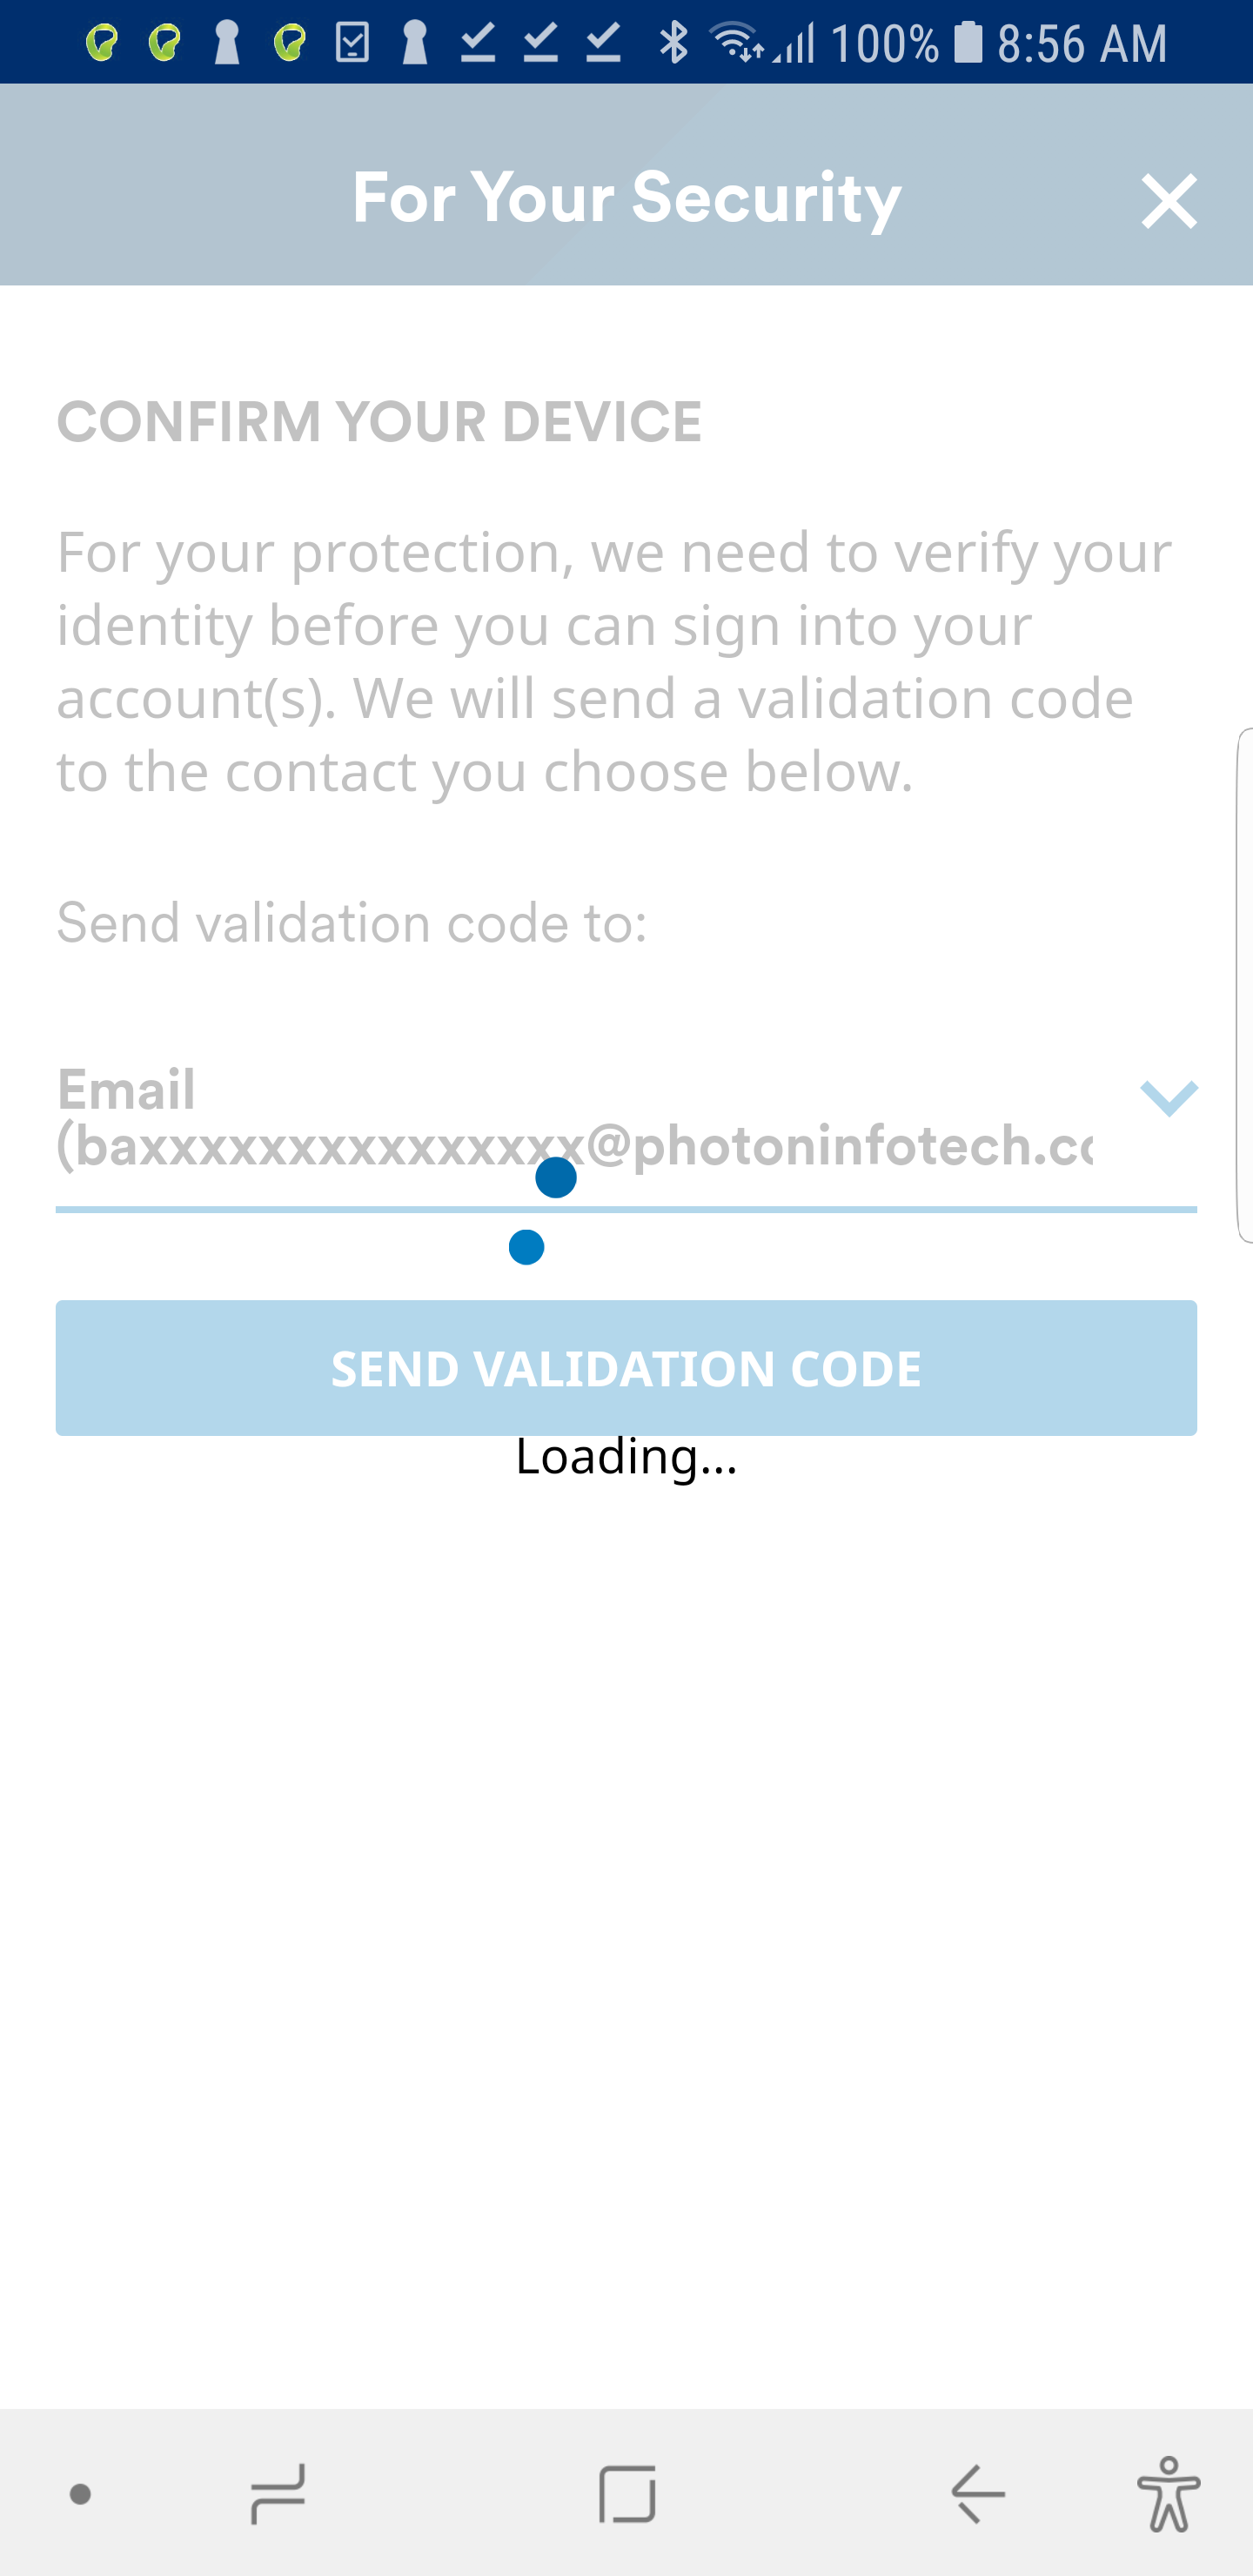 100% 8:56 AM
For Your Security
CONFIRM YOUR DEVICE
For your protection, we need to verify your
identity before you can sign into your
account(s). We will send a validation code
to the contact you choose below.
Send validation code to:
Email
(baxxxxxxxxxxxxxxx@photoninfotech.co
SEND VALIDATION CODE
Loading...